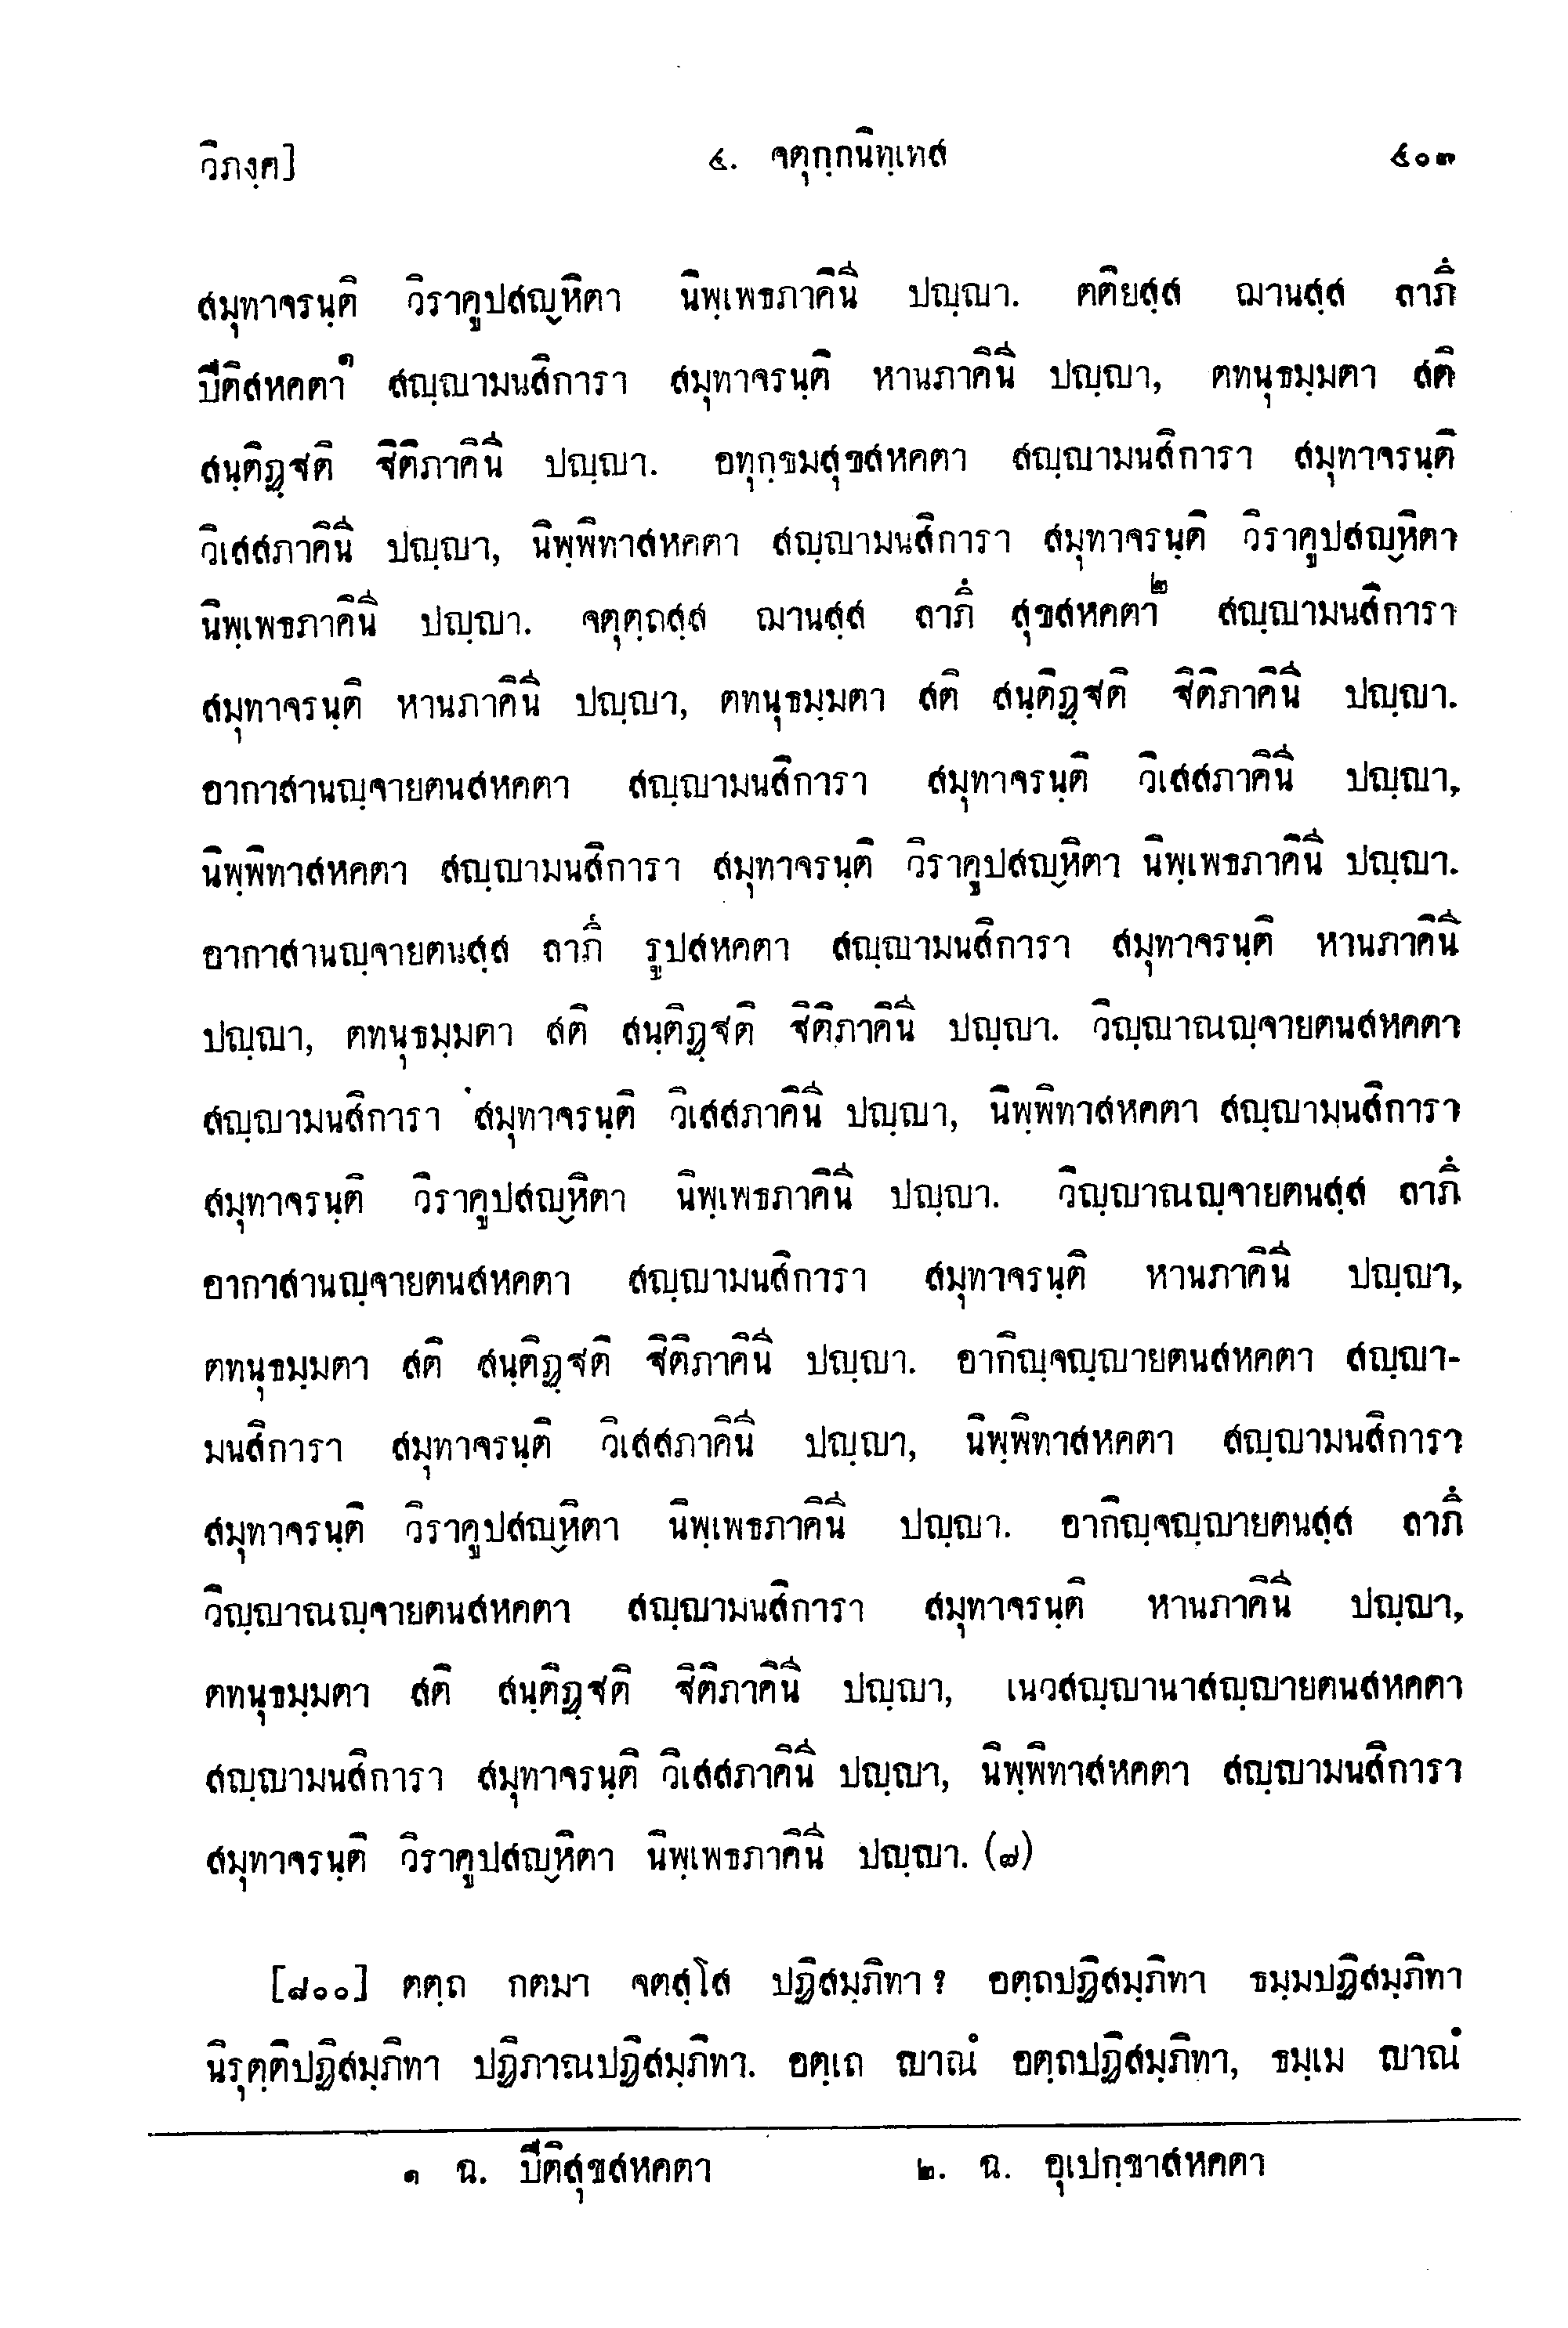 วิภงฺค]
๔. จตุกฺกนิทฺเทส
๔๐๓
สมุทาจรนฺติ วิราคูปสญฺหิตา นิพฺเพธภาคินี ปญฺญา. ตติยสฺส ฌานสฺส ลาภึ
ปีติสหคตา๑ สญฺญามนสิการา สมุทาจรนฺติ หานภาคินี ปญฺญา, ตทนุธมฺมตา สติ
สนฺติฏฺฐติ ฐิติภาคินี ปญฺญา. อทุกฺขมสุขสหคตา สญฺญามนสิการา สมุทาจรนฺติ
วิเสสภาคินี ปญฺญา, นิพฺพิทาสหคตา สญฺญามนสิการา สมุทาจรนฺติ วิราคูปสญฺหิตา
นิพฺเพธภาคินี ปญฺญา. จตุตฺถสฺส ฌานสฺส ลาภึ สุขสหคตา๒ สญฺญามนสิการา
สมุทาจรนฺติ หานภาคินี ปญฺญา, ตทนุธมฺมตา สติ สนฺติฏฺฐติ ฐิติภาคินี ปญฺญา.
อากาสานญฺจายตนสหคตา สญฺญามนสิการา สมุทาจรนฺติ วิเสสภาคินี ปญฺญา,
นิพฺพิทาสหคตา สญฺญามนสิการา สมุทาจรนฺติ วิราคูปสญฺหิตา นิพฺเพธภาคินี ปญฺญา.
อากาสานญฺจายตนสฺส ลาภึ รูปสหคตา สญฺญามนสิการา สมุทาจรนฺติ หานภาคินี
ปญฺญา, ตทนุธมฺมตา สติ สนฺติฏฺฐติ ฐิติภาคินี ปญฺญา. วิญฺญาณญฺจายตนสหคตา
สญฺญามนสิการา สมุทาจรนฺติ วิเสสภาคินี ปญฺญา, นิพฺพิทาสหคตา สญฺญามนสิการา
สมุทาจรนฺติ วิราคูปสญฺหิตา นิพฺเพธภาคินี ปญฺญา. วิญฺญาณญฺจายตนสฺส ลาภึ
อากาสานญฺจายตนสหคตา สญฺญามนสิการา สมุทาจรนฺติ หานภาคินี ปญฺญา,
ตทนุธมฺมตา สติ สนฺติฏฺฐติ ฐิติภาคินี ปญฺญา. อากิญฺจญฺญายตนสหคตา สญฺญา-
มนสิการา สมุทาจรนฺติ วิเสสภาคินี ปญฺญา, นิพฺพิทาสหคตา สญฺญามนสิการา
สมุทาจรนฺติ วิราคูปสญฺหิตา นิพฺเพธภาคินี ปญฺญา. อากิญฺจญฺญายตนสฺส ลาภึ
วิญฺญาณญฺจายตนสหคตา สญฺญามนสิการา สมุทาจรนฺติ หานภาคินี ปญฺญา,
ตทนุธมฺมตา สติ สนฺติฏฺฐติ ฐิติภาคินี ปญฺญา, เนวสญฺญานาสญฺญายตนสหคตา
สญฺญามนสิการา สมุทาจรนฺติ วิเสสภาคินี ปญฺญา, นิพฺพิทาสหคตา สญฺญามนสิการา
สมุทาจรนฺติ วิราคูปสญฺหิตา นิพฺเพธภาคินี ปญฺญา. (๗)
[๘๐๐] ตตฺถ กตมา จตสฺโส ปฏิสมฺภิทา ? อตฺถปฏิสมฺภิทา ธมฺมปฏิสมฺภิทา
นิรุตฺติปฏิสมฺภิทา ปฏิภาณปฏิสมฺภิทา. อตฺเถ ญาณํ อตฺถปฏิสมฺภิทา, ธมฺเม ญาณํ
๑ ฉ. ปีติสุขสหคตา
๒. ฉ. อุเปกฺขาสหคตา